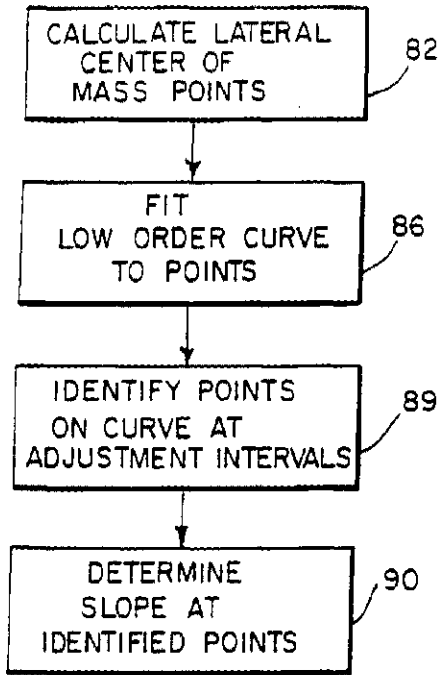 CALCULATE LATERAL
CENTER OF
MASS POINTS
82
FIT
LOW ORDER CURVE
TO POINTS
86
IDENTIFY POINTS
ON CURVE AT
ADJUSTMENT INTERVALS
89
DETERMINE
SLOPE AT
IDENTIFIED POINTS
90